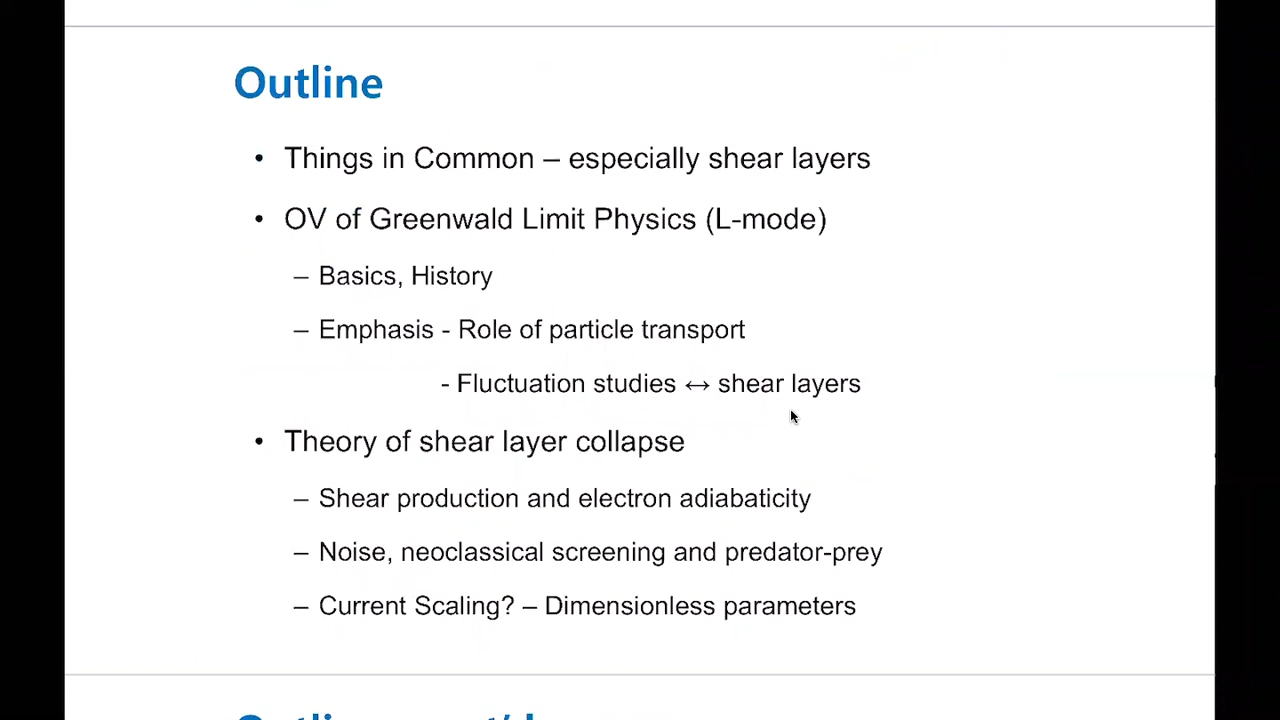 Outline
• Things in Common – especially shear layers
• OV of Greenwald Limit Physics (L-mode)
– Basics, History
– Emphasis - Role of particle transport
- Fluctuation studies ↔ shear layers
• Theory of shear layer collapse
– Shear production and electron adiabaticity
– Noise, neoclassical screening and predator-prey
– Current Scaling? – Dimensionless parameters